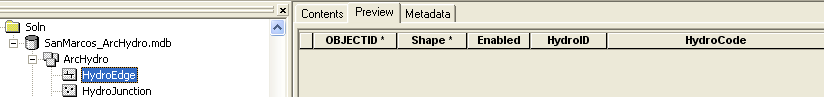 Soln
SanMarcos_ArcHydro.mdb
ArcHydro
HydroEdge
HydroJunction
Contents Preview Metadata
OBJECTID * Shape * Enabled HydroID HydroCode